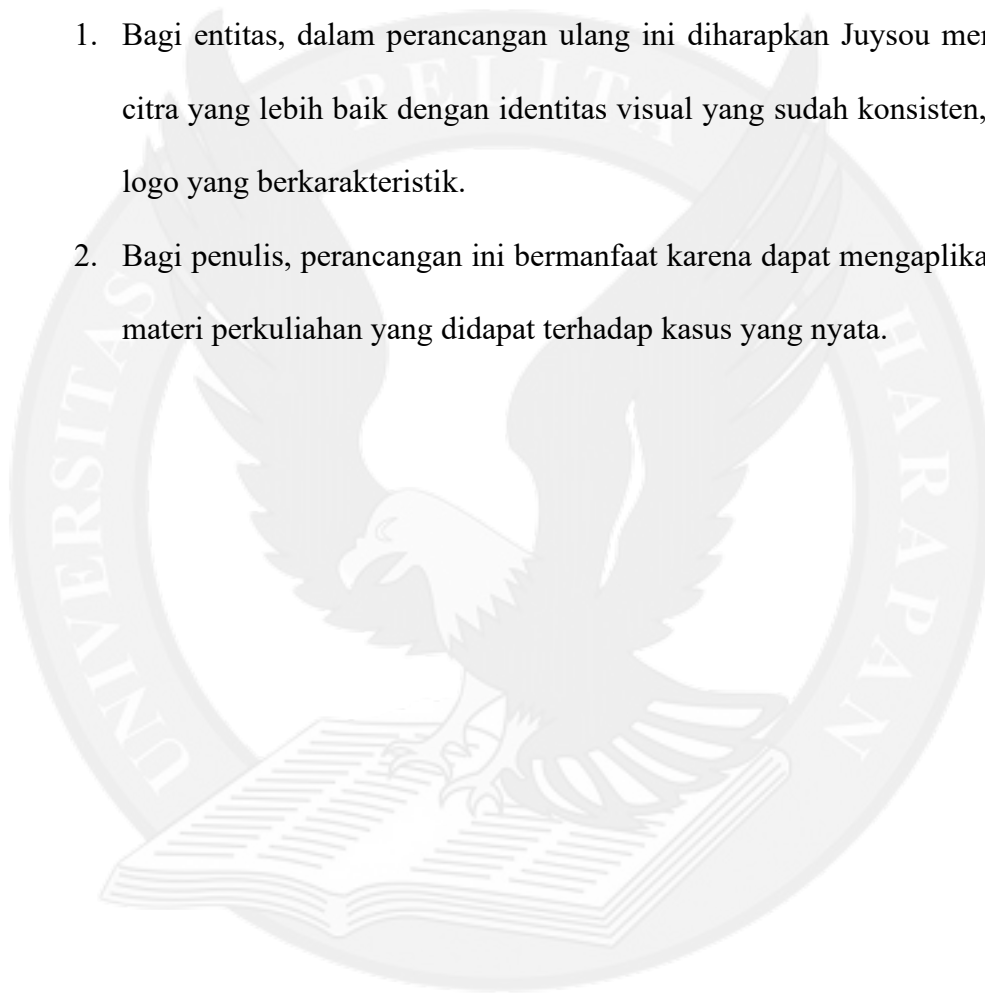 1. Bagi entitas, dalam perancangan ulang ini diharapkan Juysou
citra yang lebih baik dengan identitas visual yang sudah konsisten,
logo yang berkarakteristik.
2. Bagi penulis, perancangan ini bermanfaat karena dapat
materi perkuliahan yang didapat terhadap kasus yang nyata.
UNIVERSITAS PELITA HARAPAN